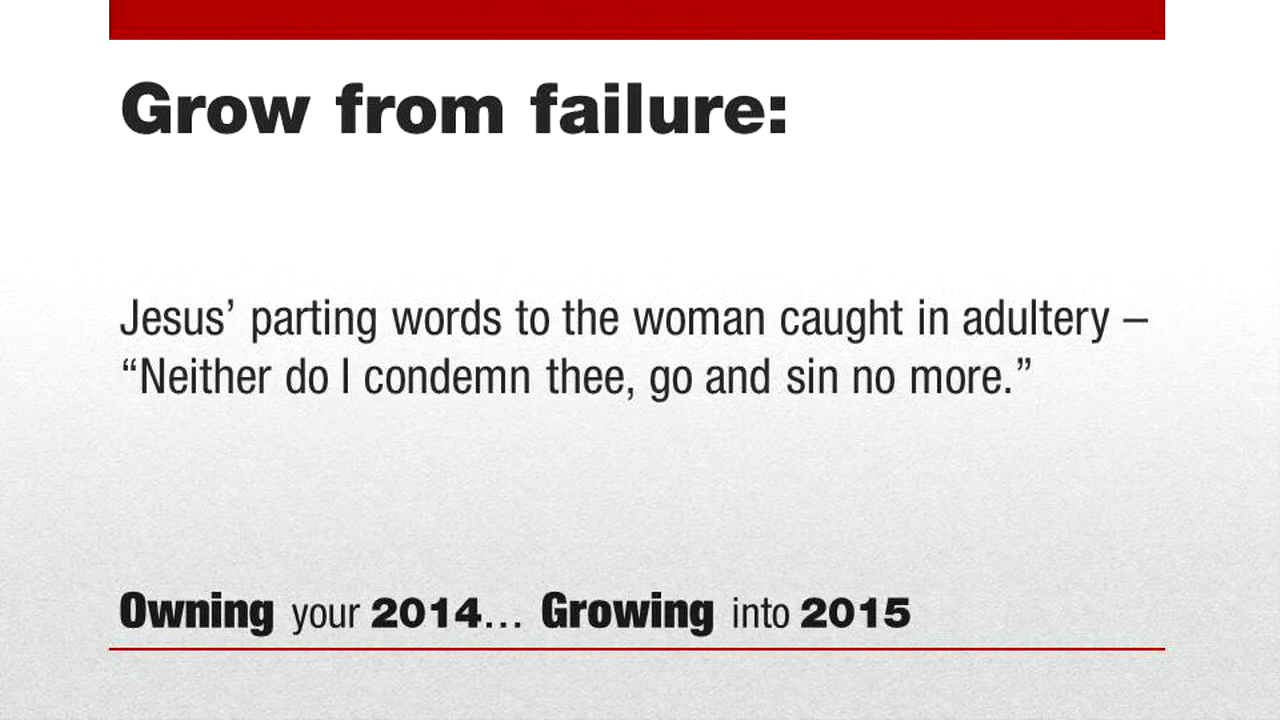 Grow from failure:
Jesus’ parting words to the woman caught in adultery –
“Neither do I condemn thee, go and sin no more.”
Owning your 2014… Growing into 2015